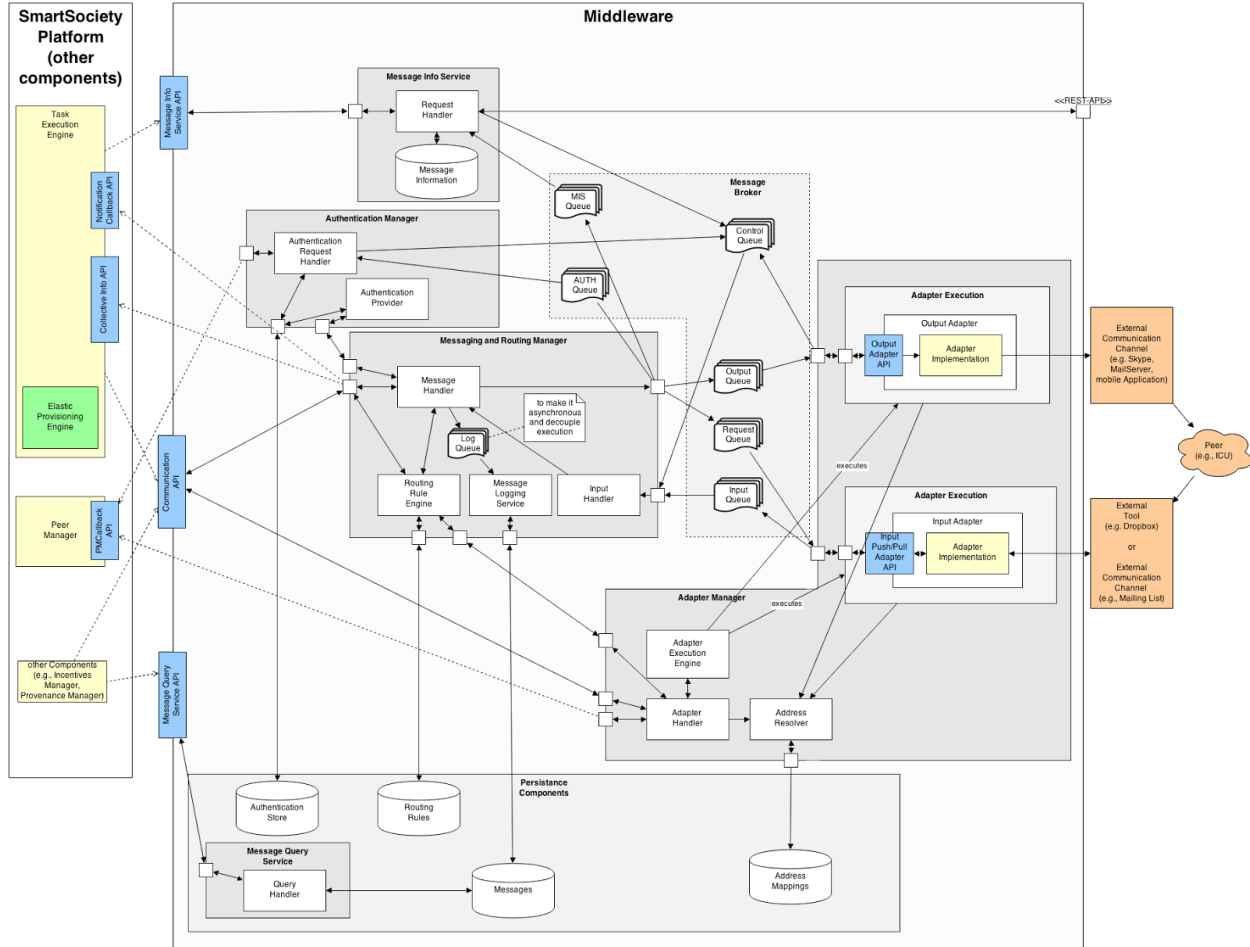 SmartSociety
Platform
(other
components)
Middleware
Task
Execution
Engine
Notification
Callback API
Collective Info API
Elastic
Provisioning
Engine
Peer
Manager
PMCallback
API
other Components
(e.g., Incentives
Manager,
Provenance Manager)
Message Info
Service API
Communication
API
Message Query
Service API
Message Info Service
Request
Handler
Message
Information
<<REST-API>>
Authentication Manager
Authentication
Request
Handler
Authentication
Provider
Message
Broker
MIS
Queue
Control
Queue
AUTH
Queue
Output
Queue
Request
Queue
Input
Queue
Messaging and Routing Manager
Message
Handler
to make it
asynchronous
and decouple
execution
Log
Queue
Routing
Rule
Engine
Message
Logging
Service
Input
Handler
Adapter Execution
Output Adapter
Output
Adapter
API
Adapter
Implementation
executes
Adapter Execution
Input Adapter
Input
Push/Pull
Adapter
API
Adapter
Implementation
executes
Adapter Manager
Adapter
Execution
Engine
Adapter
Handler
Address
Resolver
External
Communication
Channel
(e.g. Skype,
MailServer,
mobile Application)
Peer
(e.g., ICU)
External
Tool
(e.g. Dropbox)
or
External
Communication
Channel
(e.g., Mailing List)
Persistance
Components
Authentication
Store
Routing
Rules
Message Query
Service
Query
Handler
Messages
Address
Mappings